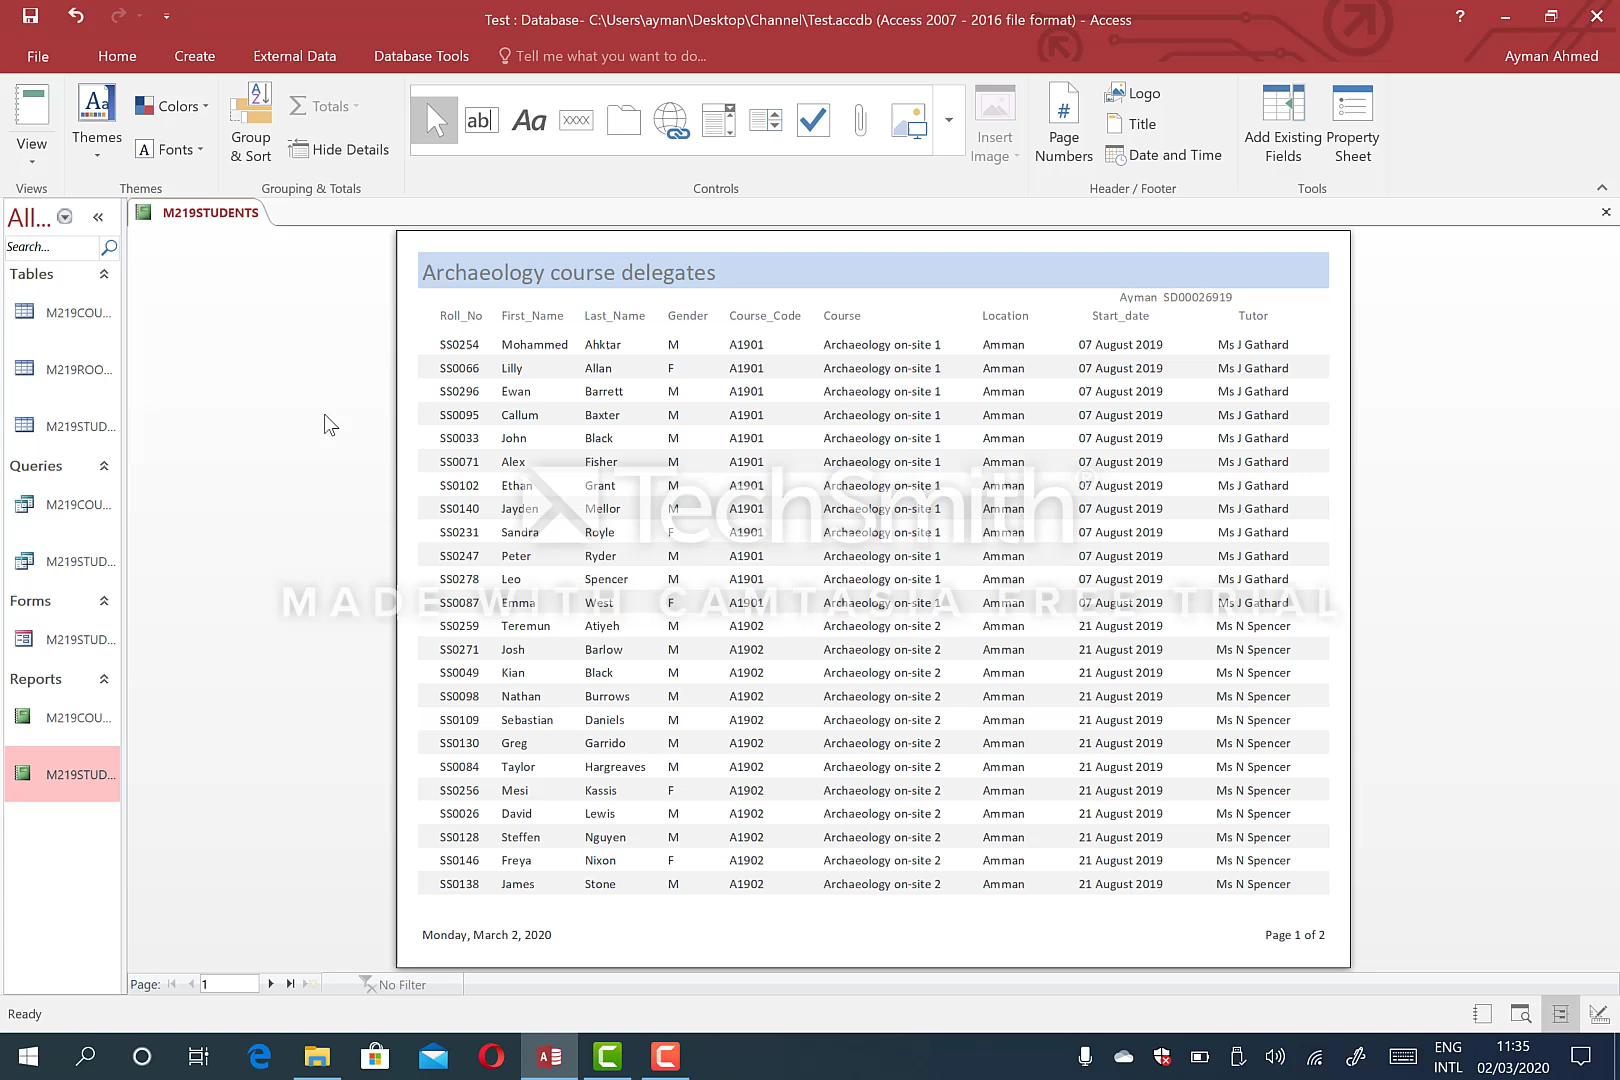 Test : Database- C:\Users\ayman\Desktop\Channel\Test.accdb (Access 2007 - 2016 file format) - Access
?
File Home Create External Data Database Tools Tell me what you want to do... Ayman Ahmed
View
Views
Themes
Colors
Fonts
Themes
Group & Sort
Totals
Hide Details
Grouping & Totals
ab|
Aa
xxxx
Controls
Insert Image
Page Numbers
Logo
Title
Date and Time
Header / Footer
Add Existing Fields
Property Sheet
Tools
All...
Search...
Tables
M219COU...
M219ROO...
M219STUD...
Queries
M219COU...
M219STUD...
Forms
M219STUD...
Reports
M219COU...
M219STUD...
M219STUDENTS
Archaeology course delegates
Ayman SD00026919
Roll_No First_Name Last_Name Gender Course_Code Course Location Start_date Tutor
SS0254 Mohammed Ahktar M A1901 Archaeology on-site 1 Amman 07 August 2019 Ms J Gathard
SS0066 Lilly Allan F A1901 Archaeology on-site 1 Amman 07 August 2019 Ms J Gathard
SS0296 Ewan Barrett M A1901 Archaeology on-site 1 Amman 07 August 2019 Ms J Gathard
SS0095 Callum Baxter M A1901 Archaeology on-site 1 Amman 07 August 2019 Ms J Gathard
SS0033 John Black M A1901 Archaeology on-site 1 Amman 07 August 2019 Ms J Gathard
SS0071 Alex Fisher M A1901 Archaeology on-site 1 Amman 07 August 2019 Ms J Gathard
SS0102 Ethan Grant M A1901 Archaeology on-site 1 Amman 07 August 2019 Ms J Gathard
SS0140 Jayden Mellor M A1901 Archaeology on-site 1 Amman 07 August 2019 Ms J Gathard
SS0231 Sandra Royle F A1901 Archaeology on-site 1 Amman 07 August 2019 Ms J Gathard
SS0247 Peter Ryder M A1901 Archaeology on-site 1 Amman 07 August 2019 Ms J Gathard
SS0278 Leo Spencer M A1901 Archaeology on-site 1 Amman 07 August 2019 Ms J Gathard
SS0087 Emma West F A1901 Archaeology on-site 1 Amman 07 August 2019 Ms J Gathard
SS0259 Teremun Atiyeh M A1902 Archaeology on-site 2 Amman 21 August 2019 Ms N Spencer
SS0271 Josh Barlow M A1902 Archaeology on-site 2 Amman 21 August 2019 Ms N Spencer
SS0049 Kian Black M A1902 Archaeology on-site 2 Amman 21 August 2019 Ms N Spencer
SS0098 Nathan Burrows M A1902 Archaeology on-site 2 Amman 21 August 2019 Ms N Spencer
SS0109 Sebastian Daniels M A1902 Archaeology on-site 2 Amman 21 August 2019 Ms N Spencer
SS0130 Greg Garrido M A1902 Archaeology on-site 2 Amman 21 August 2019 Ms N Spencer
SS0084 Taylor Hargreaves M A1902 Archaeology on-site 2 Amman 21 August 2019 Ms N Spencer
SS0256 Mesi Kassis F A1902 Archaeology on-site 2 Amman 21 August 2019 Ms N Spencer
SS0026 David Lewis M A1902 Archaeology on-site 2 Amman 21 August 2019 Ms N Spencer
SS0128 Steffen Nguyen M A1902 Archaeology on-site 2 Amman 21 August 2019 Ms N Spencer
SS0146 Freya Nixon F A1902 Archaeology on-site 2 Amman 21 August 2019 Ms N Spencer
SS0138 James Stone M A1902 Archaeology on-site 2 Amman 21 August 2019 Ms N Spencer
Monday, March 2, 2020 Page 1 of 2
TechSmith®
MADE WITH CAMTASIA FREE TRIAL
Page: 1 No Filter
Ready
ENG
INTL
11:35
02/03/2020